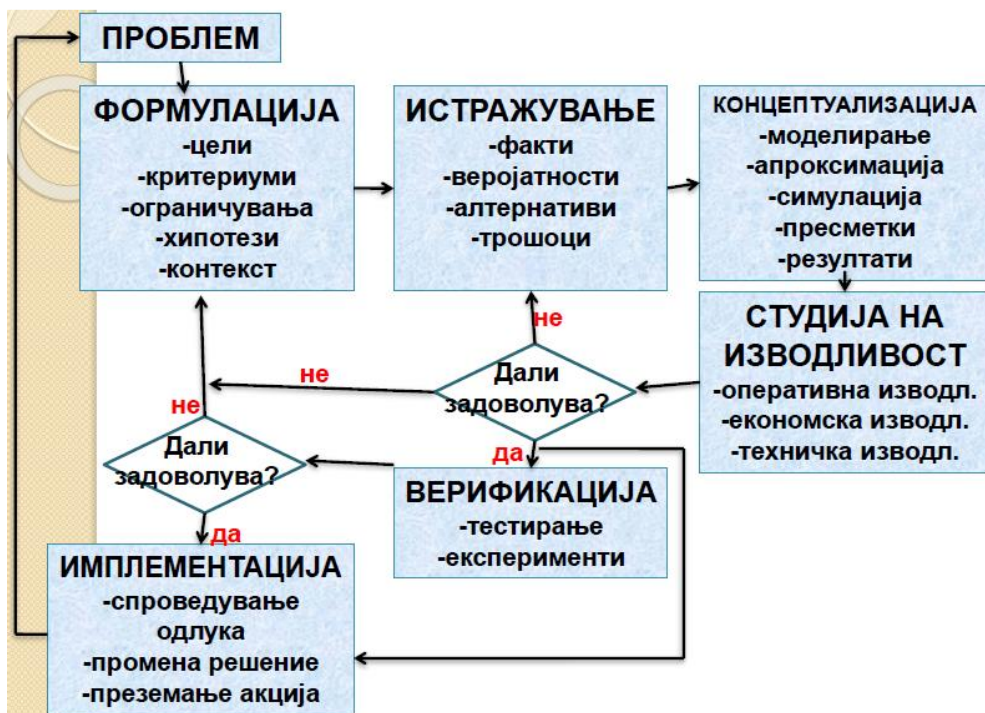 ПРОБЛЕМ
ФОРМУЛАЦИЈА
-цели
-критериуми
-ограничувања
-хипотези
-контекст
ИСТРАЖУВАЊЕ
-факти
-веројатности
-алтернативи
-трошоци
КОНЦЕПТУАЛИЗАЦИЈА
-моделирање
-апроксимација
-симулација
-пресметки
-резултати
СТУДИЈА НА
ИЗВОДЛИВОСТ
-оперативна изводл.
-економска изводл.
-техничка изводл.
не
Дали
задоволува?
не
да
ВЕРИФИКАЦИЈА
-тестирање
-експерименти
не
Дали
задоволува?
да
ИМПЛЕМЕНТАЦИЈА
-спроведување
одлука
-промена решение
-преземање акција